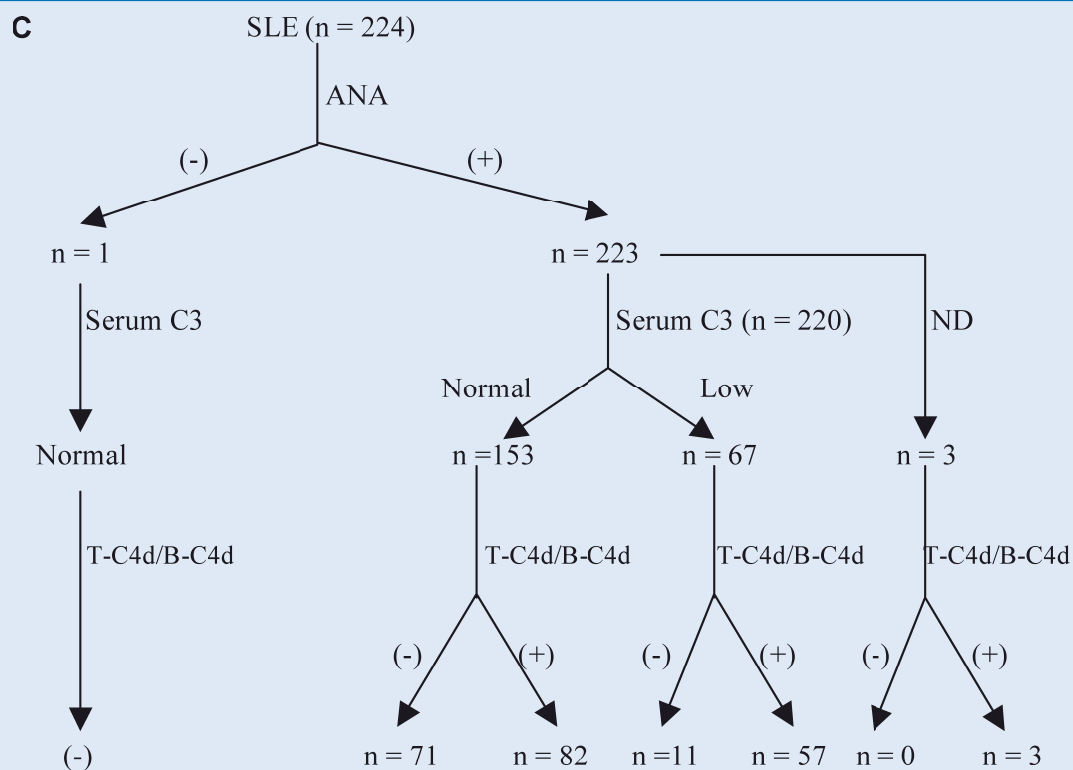 C
SLE (n = 224)
ANA
(-)
(+)
n = 1
n = 223
Serum C3
Serum C3 (n = 220)
ND
Normal
Low
Normal
n =153
n = 67
n = 3
T-C4d/B-C4d
T-C4d/B-C4d
T-C4d/B-C4d
T-C4d/B-C4d
(-)
(+)
(-)
(+)
(-)
(+)
(-)
n = 71
n = 82
n =11
n = 57
n = 0
n = 3